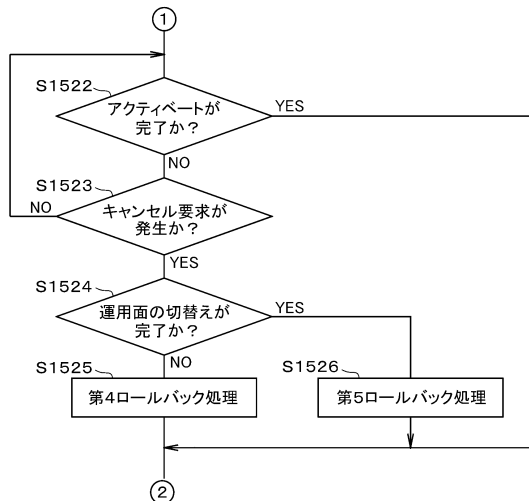 1
S1522
アクティベートが
完了か？
YES
NO
S1523
キャンセル要求が
発生か？
NO
YES
S1524
運用面の切替えが
完了か？
YES
NO
S1525
第4ロールバック処理
S1526
第5ロールバック処理
2